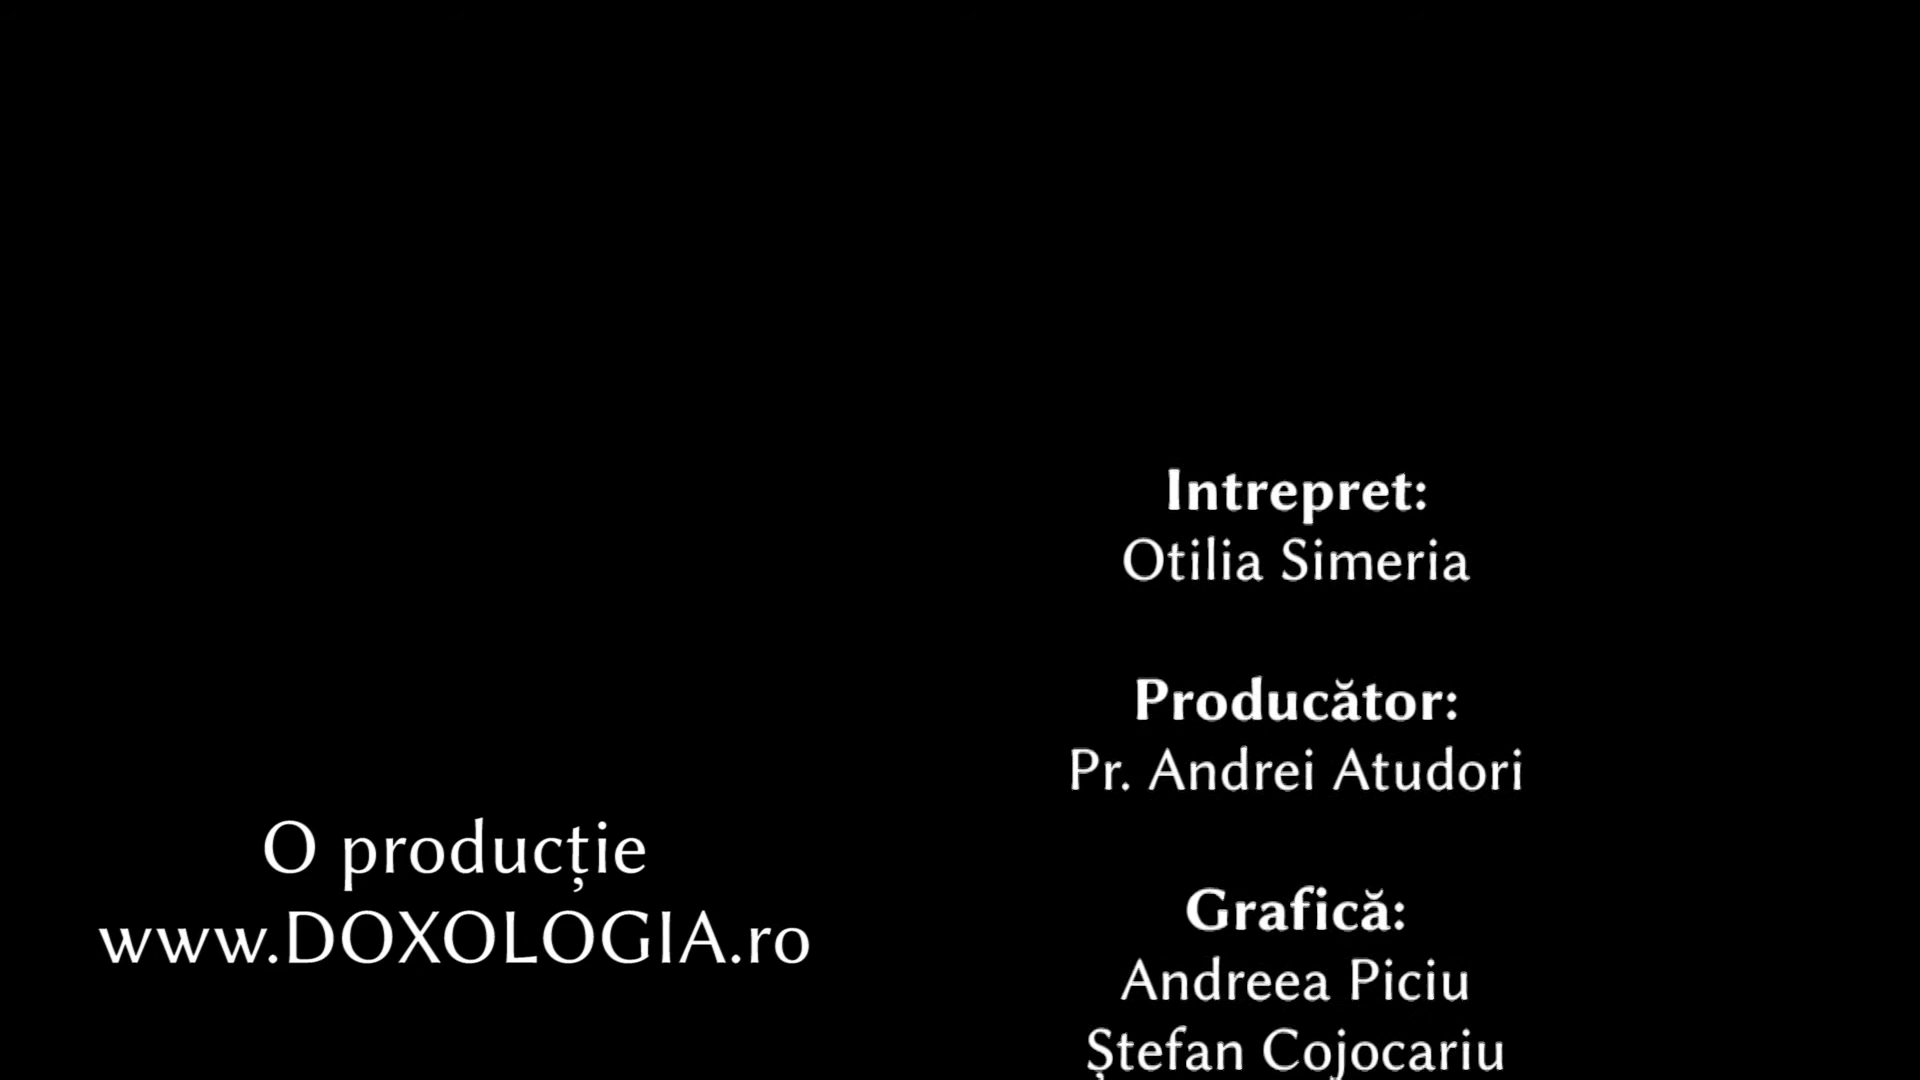 Intrepret:
Otilia Simeria
Producător:
Pr. Andrei Atudori
Grafică:
Andreea Piciu
Ștefan Cojocariu
O producție
www.DOXOLOGIA.ro